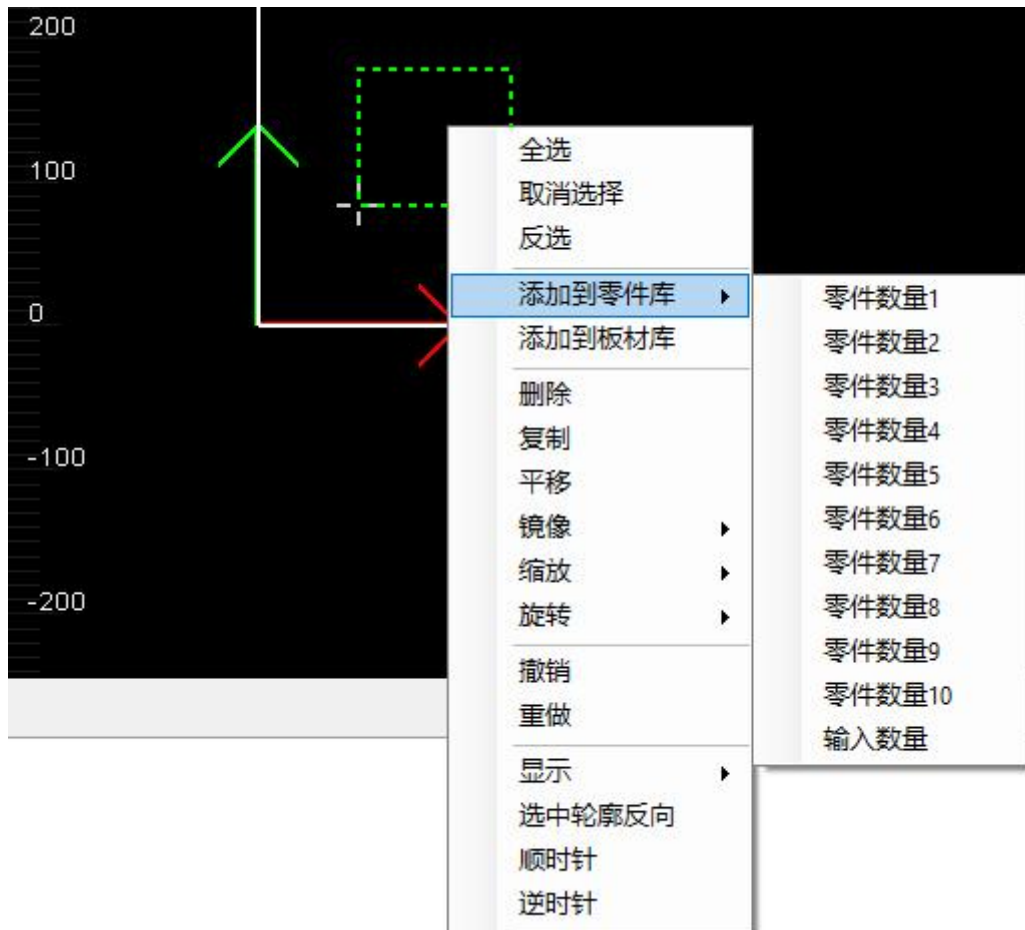 200
100
0
-100
-200
全选
取消选择
反选
添加到零件库
添加到板材库
删除
复制
平移
镜像
缩放
旋转
撤销
重做
显示
选中轮廓反向
顺时针
逆时针
零件数量1
零件数量2
零件数量3
零件数量4
零件数量5
零件数量6
零件数量7
零件数量8
零件数量9
零件数量10
输入数量